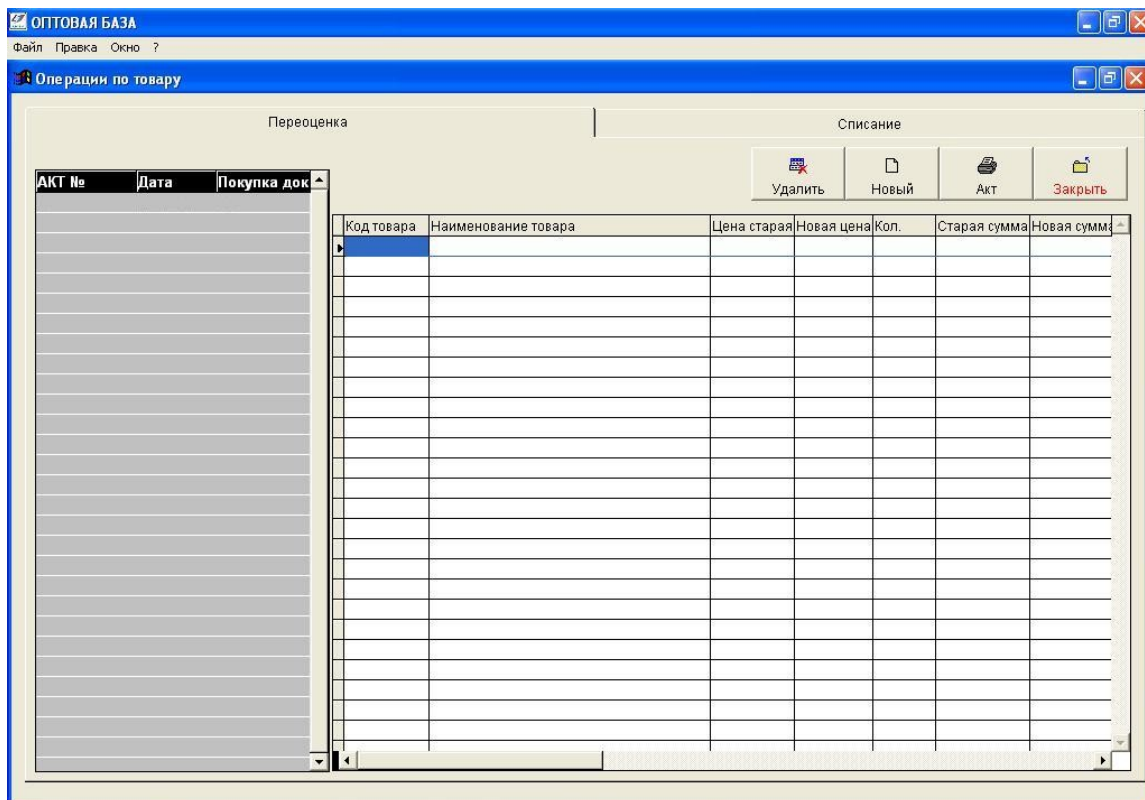 ОПТОВАЯ БАЗА
Файл Правка Окно ?
Операции по товару
Переоценка Списание
Удалить Новый Акт Закрыть
АКТ № Дата Покупка док
Код товара Наименование товара Цена старая Новая цена Кол. Старая сумма Новая сумма